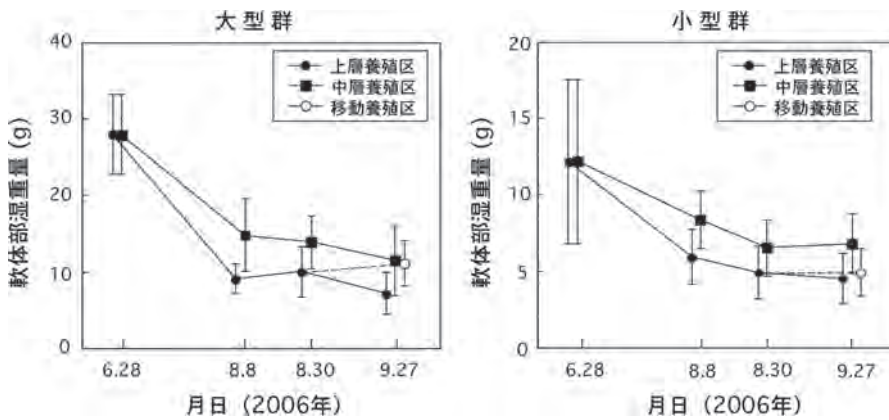 大型群
軟体部湿重量 (g)
40
30
20
10
0
上層養殖区
中層養殖区
移動養殖区
6.28 8.8 8.30 9.27
月日 (2006年)
小型群
軟体部湿重量 (g)
20
15
10
5
0
上層養殖区
中層養殖区
移動養殖区
6.28 8.8 8.30 9.27
月日 (2006年)